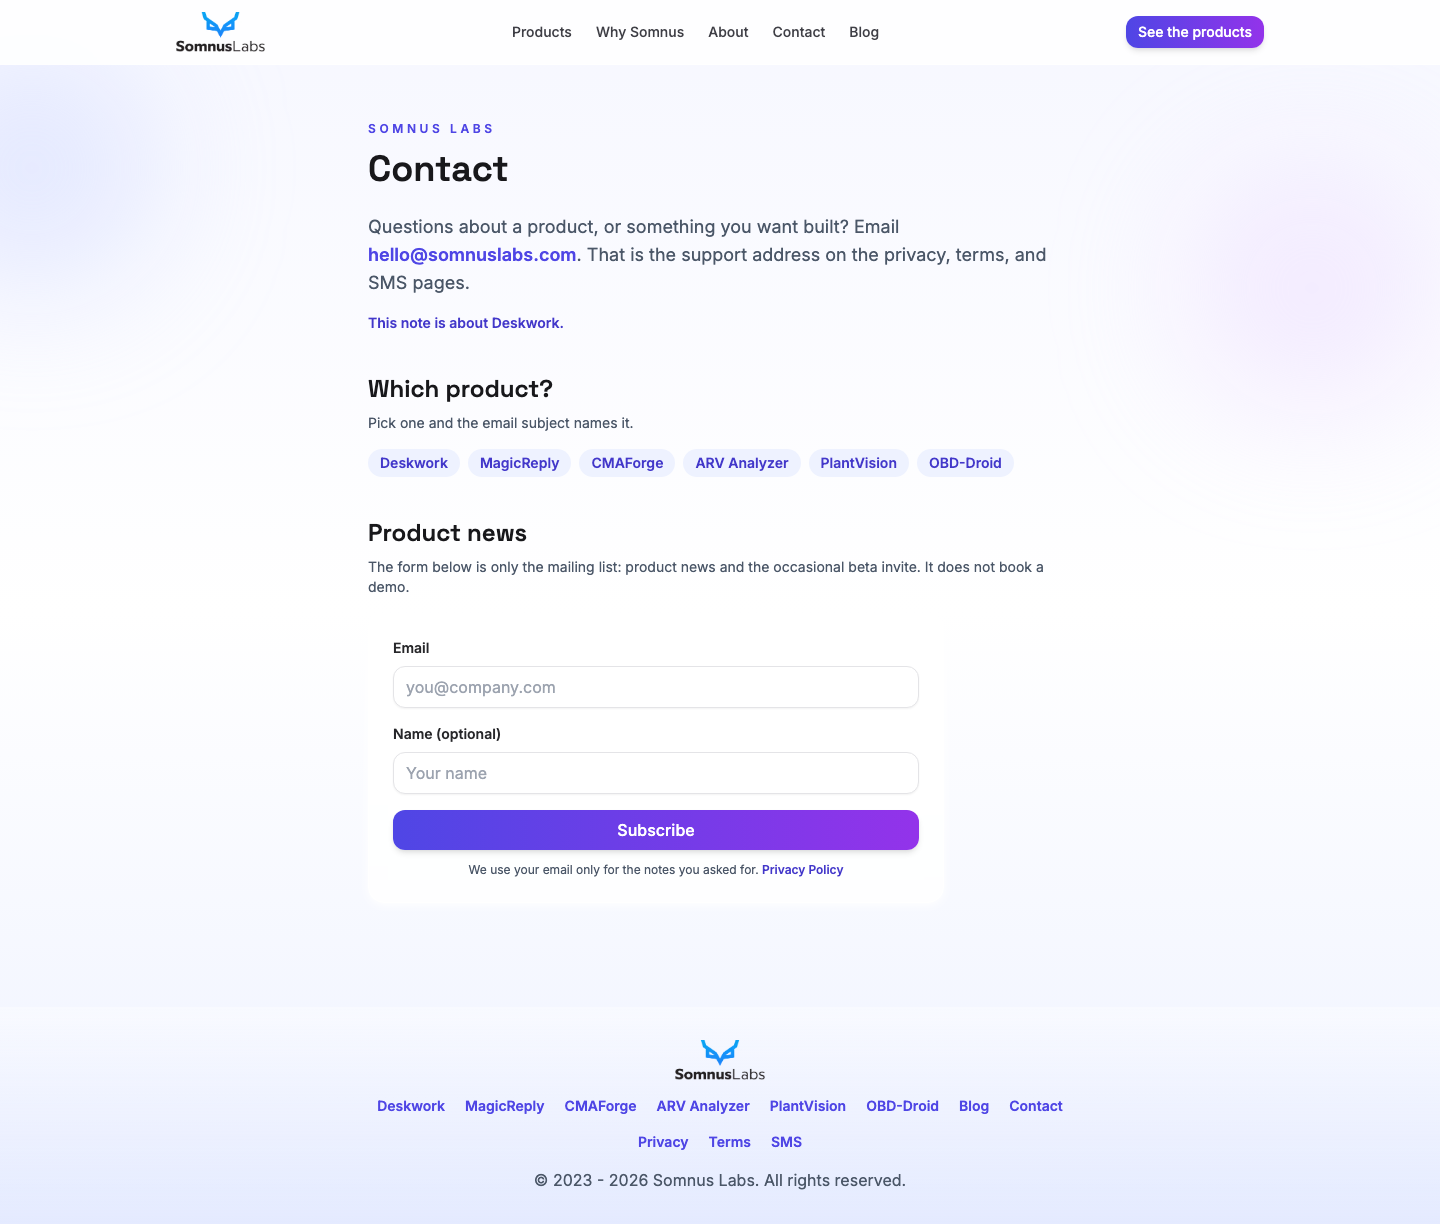 SomnusLabs
Products
Why Somnus
About
Contact
Blog
See the products
SOMNUS LABS
Contact
Questions about a product, or something you want built? Email
hello@somnuslabs.com. That is the support address on the privacy, terms, and
SMS pages.
This note is about Deskwork.
Which product?
Pick one and the email subject names it.
Deskwork
MagicReply
CMAForge
ARV Analyzer
PlantVision
OBD-Droid
Product news
The form below is only the mailing list: product news and the occasional beta invite. It does not book a
demo.
Email
you@company.com
Name (optional)
Your name
Subscribe
We use your email only for the notes you asked for. Privacy Policy
SomnusLabs
Deskwork
MagicReply
CMAForge
ARV Analyzer
PlantVision
OBD-Droid
Blog
Contact
Privacy
Terms
SMS
© 2023 - 2026 Somnus Labs. All rights reserved.